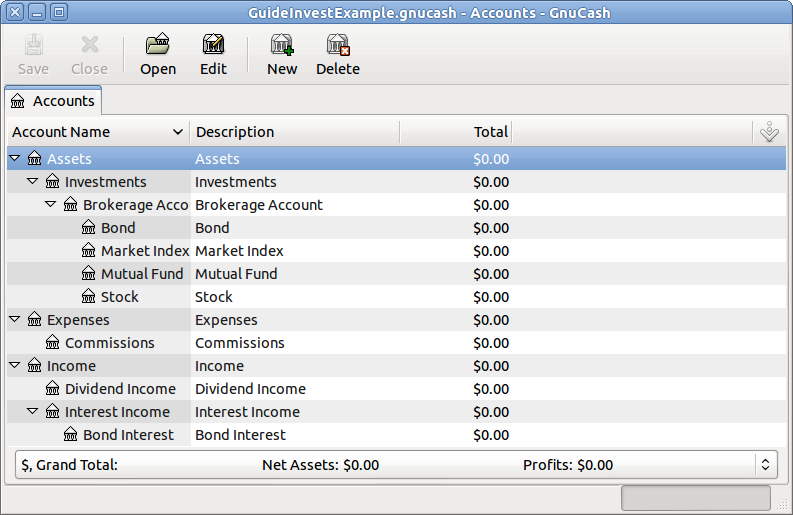 GuideInvestExample.gnucash - Accounts - GnuCash
Save Close Open Edit New Delete
Accounts
Account Name Description Total
Assets Assets $0.00
Investments Investments $0.00
Brokerage Acco Brokerage Account $0.00
Bond Bond $0.00
Market Index Market Index $0.00
Mutual Fund Mutual Fund $0.00
Stock Stock $0.00
Expenses Expenses $0.00
Commissions Commissions $0.00
Income Income $0.00
Dividend Income Dividend Income $0.00
Interest Income Interest Income $0.00
Bond Interest Bond Interest $0.00
$, Grand Total: Net Assets: $0.00 Profits: $0.00